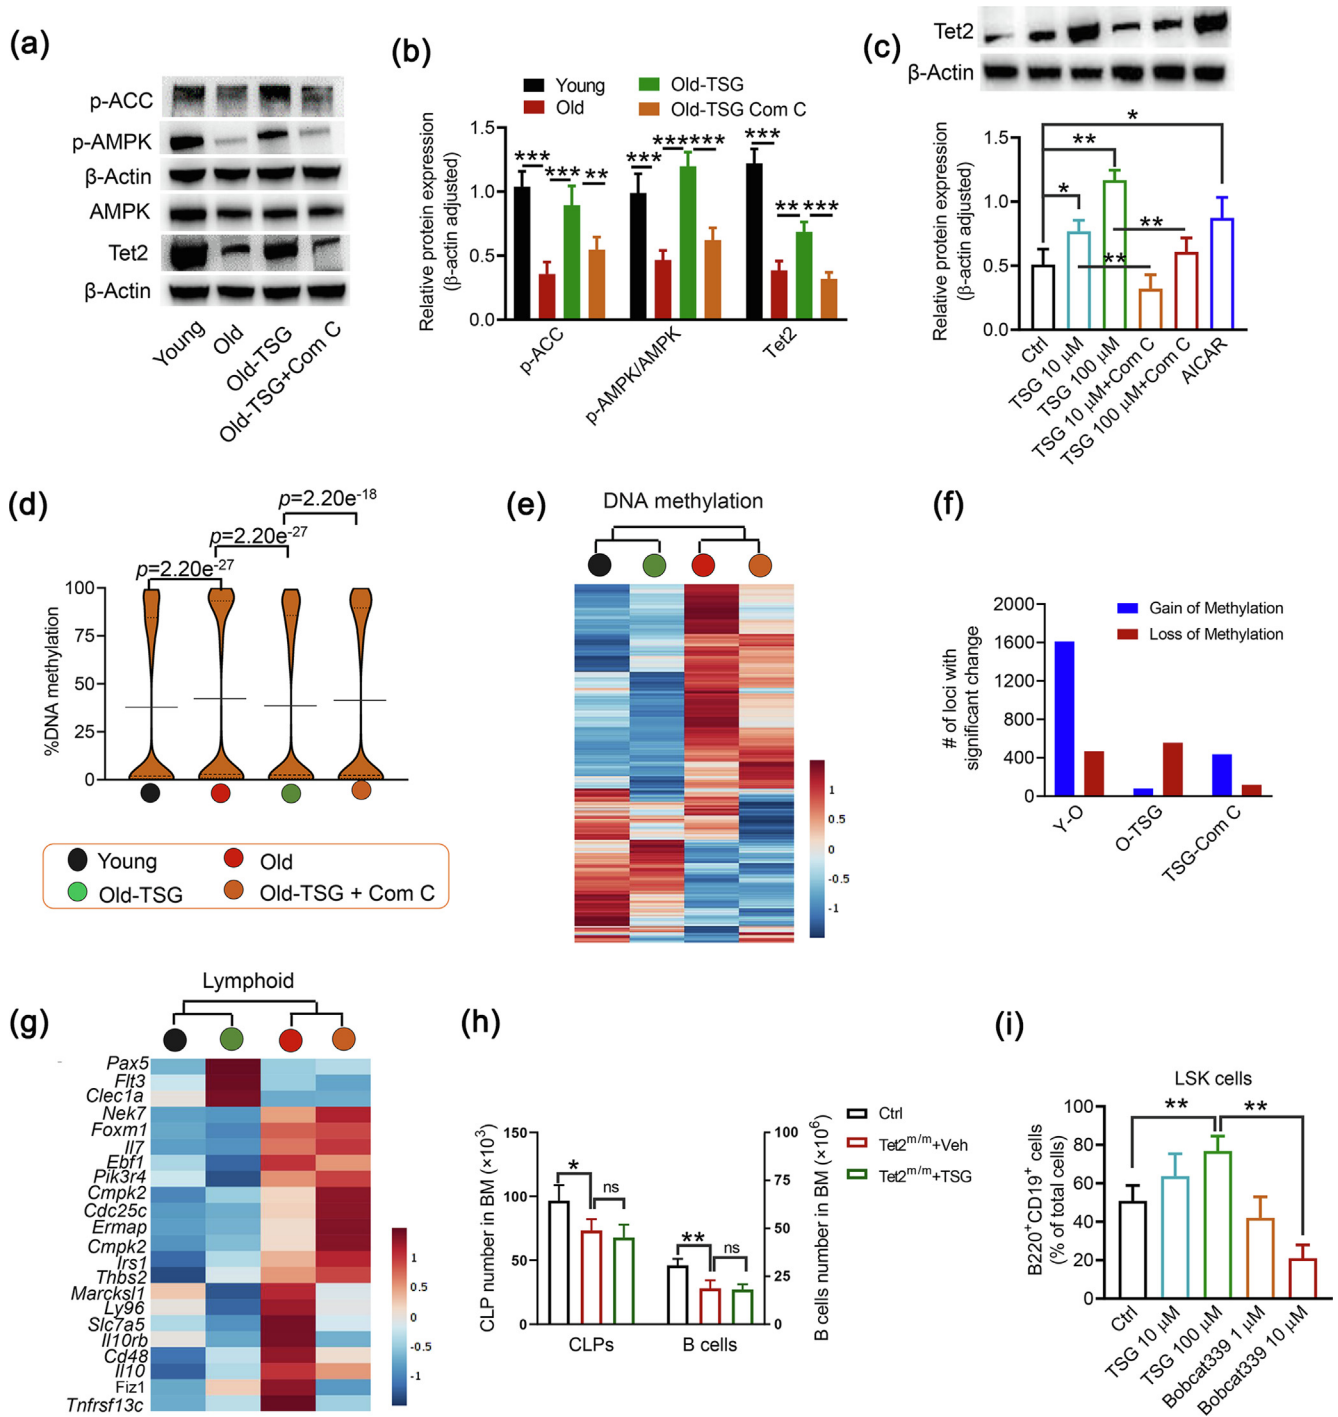 (a)
p-ACC
p-AMPK
β-Actin
AMPK
Tet2
β-Actin
Young
Old
Old-TSG
Old-TSG+Com C
(b)
Young
Old
Old-TSG
Old-TSG Com C
Relative protein expression
(β-actin adjusted)
1.5
1.0
0.5
0.0
*** *** **
*** *** ***
*** ** ***
p-ACC
p-AMPK/AMPK
Tet2
(c)
Tet2
β-Actin
Relative protein expression
(β-actin adjusted)
1.5
1.0
0.5
0.0
*
**
*
**
**
Ctrl
TSG 10 μM
TSG 100 μM
TSG 10 μM+Com C
TSG 100 μM+Com C
AICAR
(d)
p=2.20e-18
p=2.20e-27
p=2.20e-27
%DNA methylation
100
75
50
25
0
Young
Old
Old-TSG
Old-TSG + Com C
(e)
DNA methylation
1
0.5
0
-0.5
-1
(f)
# of loci with
significant change
2000
1600
1200
800
400
0
Gain of Methylation
Loss of Methylation
Y-O
O-TSG
TSG-Com C
(g)
Lymphoid
Pax5
Flt3
Clec1a
Nek7
Foxm1
Il7
Ebf1
Pik3r4
Cmpk2
Cdc25c
Ermap
Cmpk2
Irs1
Thbs2
Marcksl1
Ly96
Slc7a5
Il10rb
Cd48
Il10
Fiz1
Tnfrsf13c
1
0.5
0
-0.5
-1
(h)
CLP number in BM (×10³)
150
100
50
0
*
ns
**
ns
CLPs
B cells
100
75
50
25
0
B cells number in BM (×10⁶)
Ctrl
Tet2m/m+Veh
Tet2m/m+TSG
(i)
LSK cells
B220+CD19+ cells
(% of total cells)
100
80
60
40
20
0
**
**
Ctrl
TSG 10 μM
TSG 100 μM
Bobcat339 1 μM
Bobcat339 10 μM